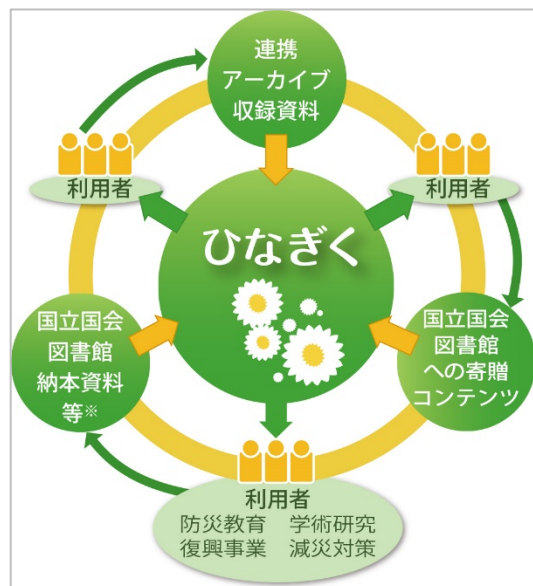 連携
アーカイブ
収録資料
利用者
利用者
ひなぎく
国立国会
図書館
納本資料
等※
国立国会
図書館
への寄贈
コンテンツ
利用者
防災教育　学術研究
復興事業　減災対策